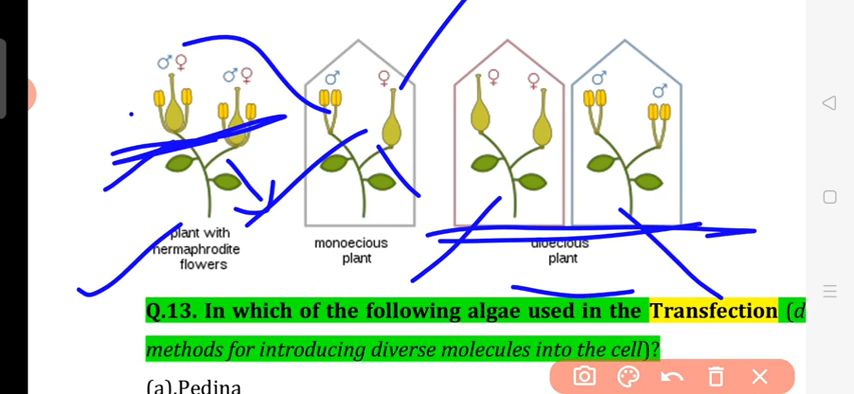 plant with
hermaphrodite
flowers
monoecious
plant
dioecious
plant
Q.13. In which of the following algae used in the Transfection (d
methods for introducing diverse molecules into the cell)?
(a).Pedina